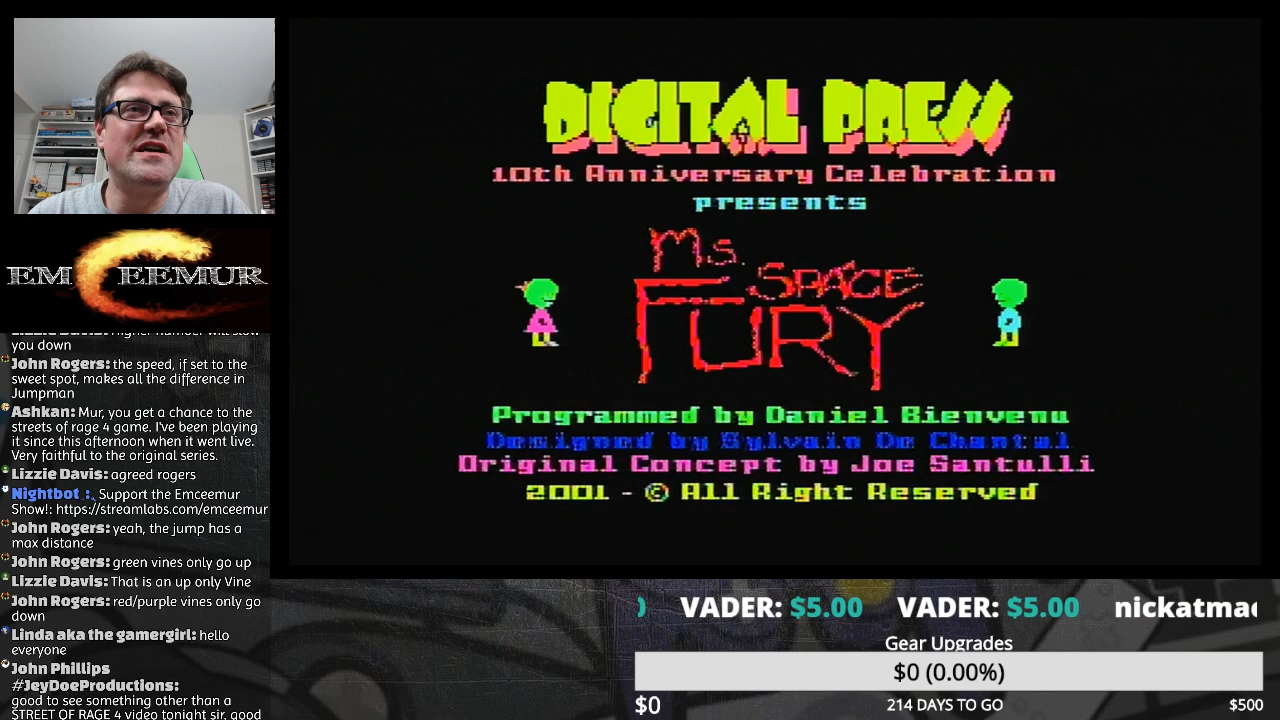 DIGITAL PRESS
10th Anniversary Celebration
presents
Ms. SPACE
FURY
Programmed by Daniel Bienvenu
Designed by Sylvain De Chantal
Original Concept by Joe Santulli
2001 - © All Right Reserved
EMCEEMUR
Lizzie Davis: Higher number will slow
you down
John Rogers: the speed, if set to the
sweet spot, makes all the difference in
Jumpman
Ashkan: Mur, you get a chance to the
streets of rage 4 game. I've been playing
it since this afternoon when it went live.
Very faithful to the original series.
Lizzie Davis: agreed rogers
Nightbot : Support the Emceemur
Show!: https://streamlabs.com/emceemur
John Rogers: yeah, the jump has a
max distance
John Rogers: green vines only go up
Lizzie Davis: That is an up only Vine
John Rogers: red/purple vines only go
down
Linda aka the gamergirl: hello
everyone
John Phillips
#JeyDoeProductions:
good to see something other than a
STREET OF RAGE 4 video tonight sir. good
) VADER: $5.00 VADER: $5.00 nickatmac
Gear Upgrades
$0 (0.00%)
$0 214 DAYS TO GO $500